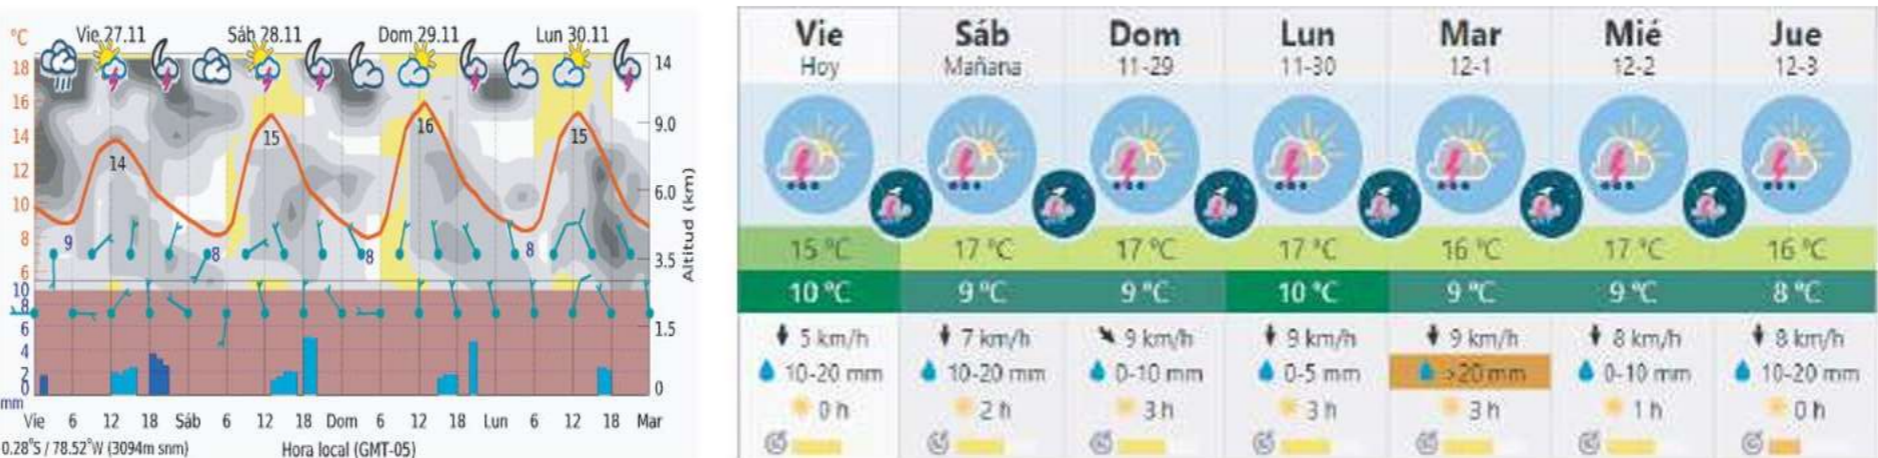 °C
Vie 27.11
Sáb 28.11
Dom 29.11
Lun 30.11
18
16
14
12
10
8
6
10
8
6
4
2
0
mm
14
15
16
15
9
8
8
8
14
9.0
6.0
3.5
1.5
0
Altitud (km)
Vie 6 12 18 Sáb 6 12 18 Dom 6 12 18 Lun 6 12 18 Mar
0.28°S / 78.52°W (3094m snm)
Hora local (GMT-05)
Vie Sáb Dom Lun Mar Mié Jue
Hoy Mañana 11-29 11-30 12-1 12-2 12-3
15 °C 17 °C 17 °C 17 °C 16 °C 17 °C 16 °C
10 °C 9 °C 9 °C 10 °C 9 °C 9 °C 8 °C
5 km/h 7 km/h 9 km/h 9 km/h 9 km/h 8 km/h 8 km/h
10-20 mm 10-20 mm 0-10 mm 0-5 mm >20 mm 0-10 mm 10-20 mm
0 h 2 h 3 h 3 h 3 h 1 h 0 h